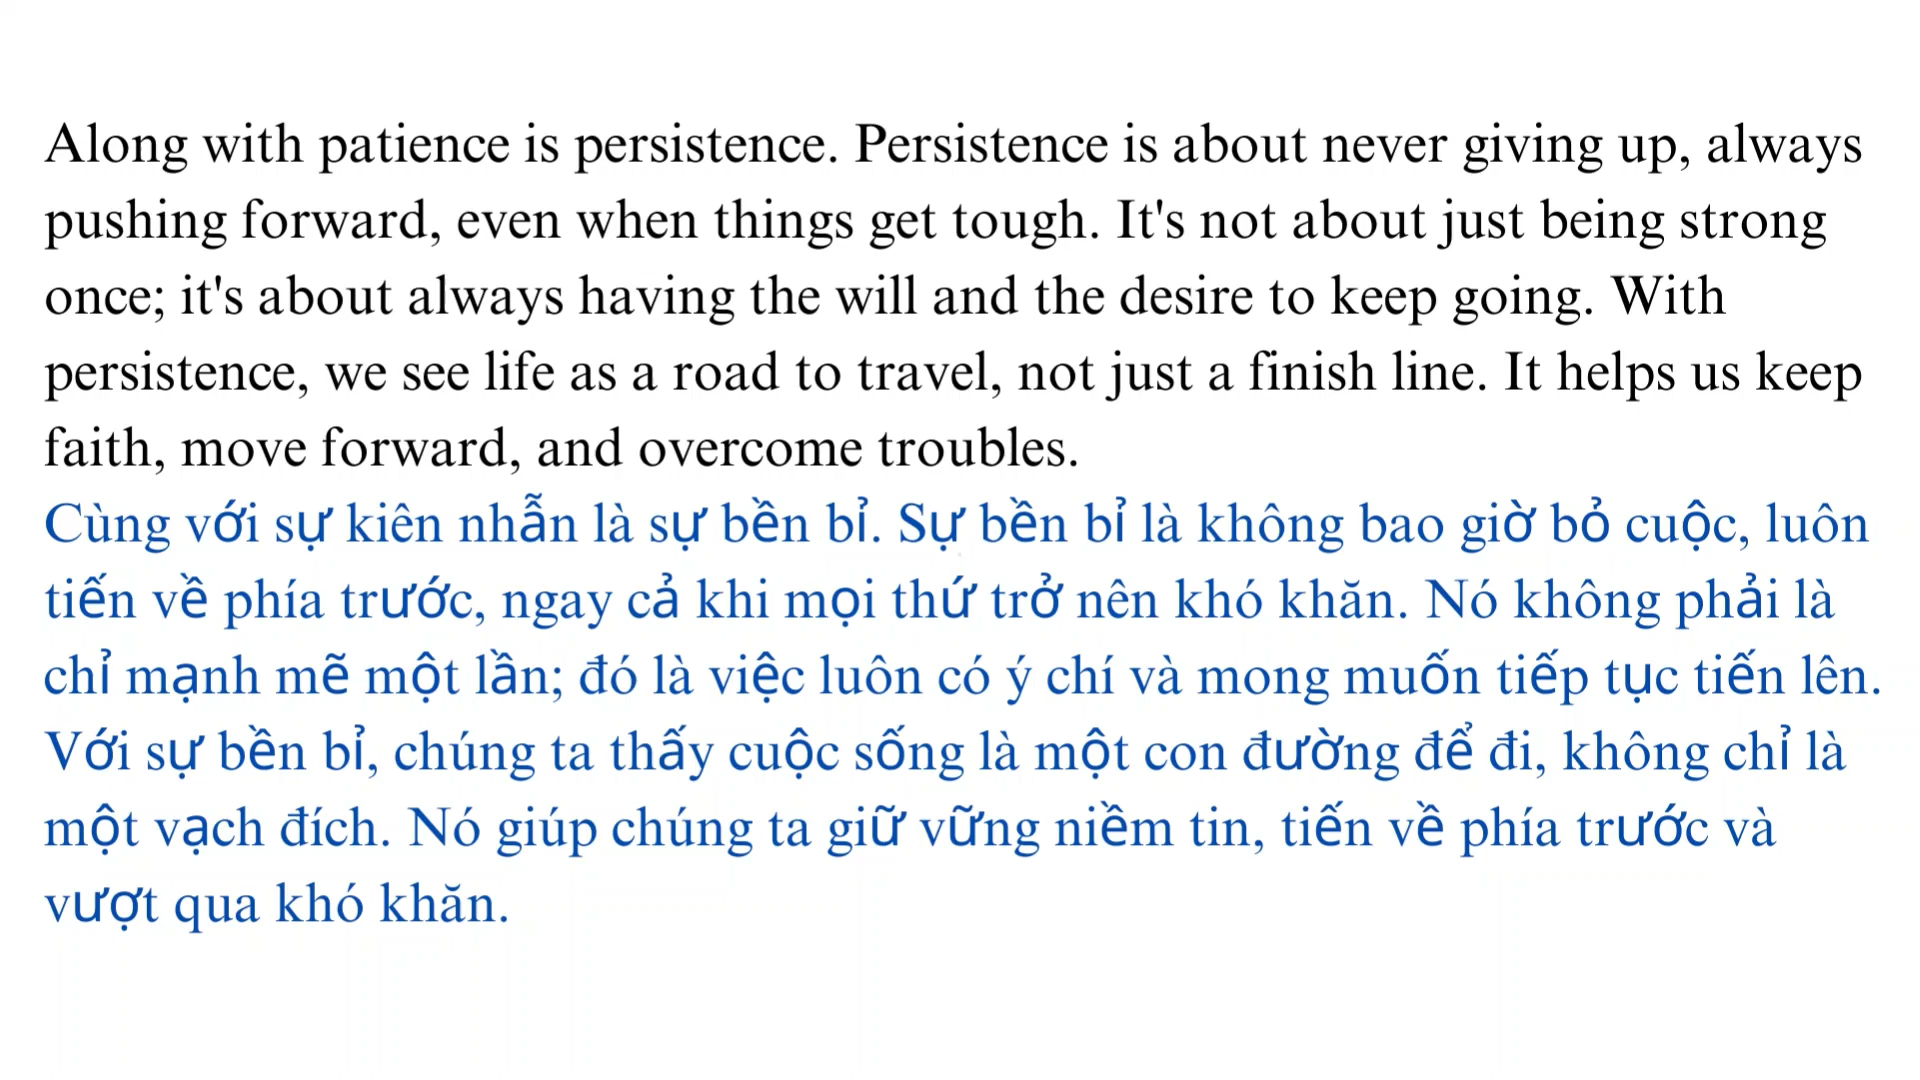 Along with patience is persistence. Persistence is about never giving up, always
pushing forward, even when things get tough. It's not about just being strong
once; it's about always having the will and the desire to keep going. With
persistence, we see life as a road to travel, not just a finish line. It helps us keep
faith, move forward, and overcome troubles.
Cùng với sự kiên nhẫn là sự bền bỉ. Sự bền bỉ là không bao giờ bỏ cuộc, luôn
tiến về phía trước, ngay cả khi mọi thứ trở nên khó khăn. Nó không phải là
chỉ mạnh mẽ một lần; đó là việc luôn có ý chí và mong muốn tiếp tục tiến lên.
Với sự bền bỉ, chúng ta thấy cuộc sống là một con đường để đi, không chỉ là
một vạch đích. Nó giúp chúng ta giữ vững niềm tin, tiến về phía trước và
vượt qua khó khăn.